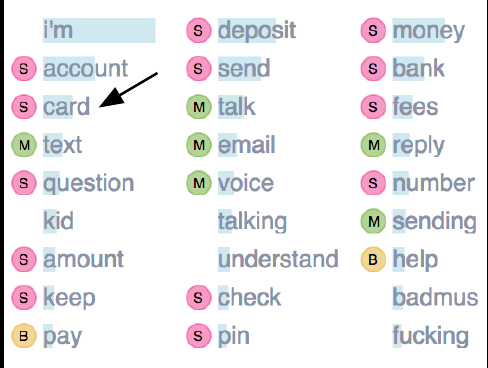 i'm S deposit S money
S account S send S bank
S card M talk S fees
M text M email M reply
S question M voice S number
kid talking M sending
S amount understand B help
S keep S check badmus
B pay S pin fucking